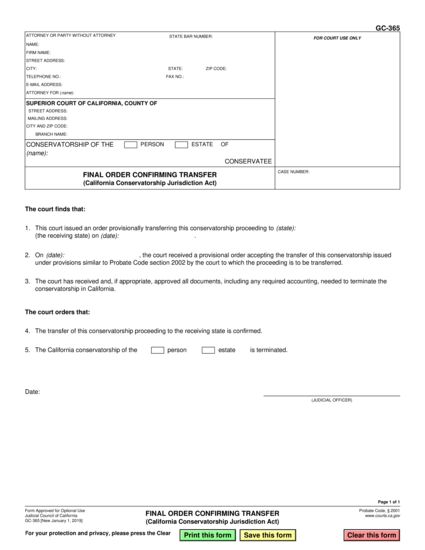 GC-365
ATTORNEY OR PARTY WITHOUT ATTORNEY STATE BAR NUMBER: FOR COURT USE ONLY
NAME:
FIRM NAME:
STREET ADDRESS:
CITY: STATE: ZIP CODE:
TELEPHONE NO.: FAX NO.:
E-MAIL ADDRESS:
ATTORNEY FOR (name):
SUPERIOR COURT OF CALIFORNIA, COUNTY OF
STREET ADDRESS:
MAILING ADDRESS:
CITY AND ZIP CODE:
BRANCH NAME:
CONSERVATORSHIP OF THE PERSON ESTATE OF
(name):
CONSERVATEE
FINAL ORDER CONFIRMING TRANSFER CASE NUMBER:
(California Conservatorship Jurisdiction Act)
The court finds that:
1. This court issued an order provisionally transferring this conservatorship proceeding to (state):
(the receiving state) on (date): .
2. On (date): , the court received a provisional order accepting the transfer of this conservatorship issued
under provisions similar to Probate Code section 2002 by the court to which the proceeding is to be transferred.
3. The court has received and, if appropriate, approved all documents, including any required accounting, needed to terminate the
conservatorship in California.
The court orders that:
4. The transfer of this conservatorship proceeding to the receiving state is confirmed.
5. The California conservatorship of the person estate is terminated.
Date:
(JUDICIAL OFFICER)
Page 1 of 1
Form Approved for Optional Use
Judicial Council of California
GC-365 [New January 1, 2019]
FINAL ORDER CONFIRMING TRANSFER
(California Conservatorship Jurisdiction Act)
Probate Code, § 2001
www.courts.ca.gov
For your protection and privacy, please press the Clear
Print this form Save this form Clear this form